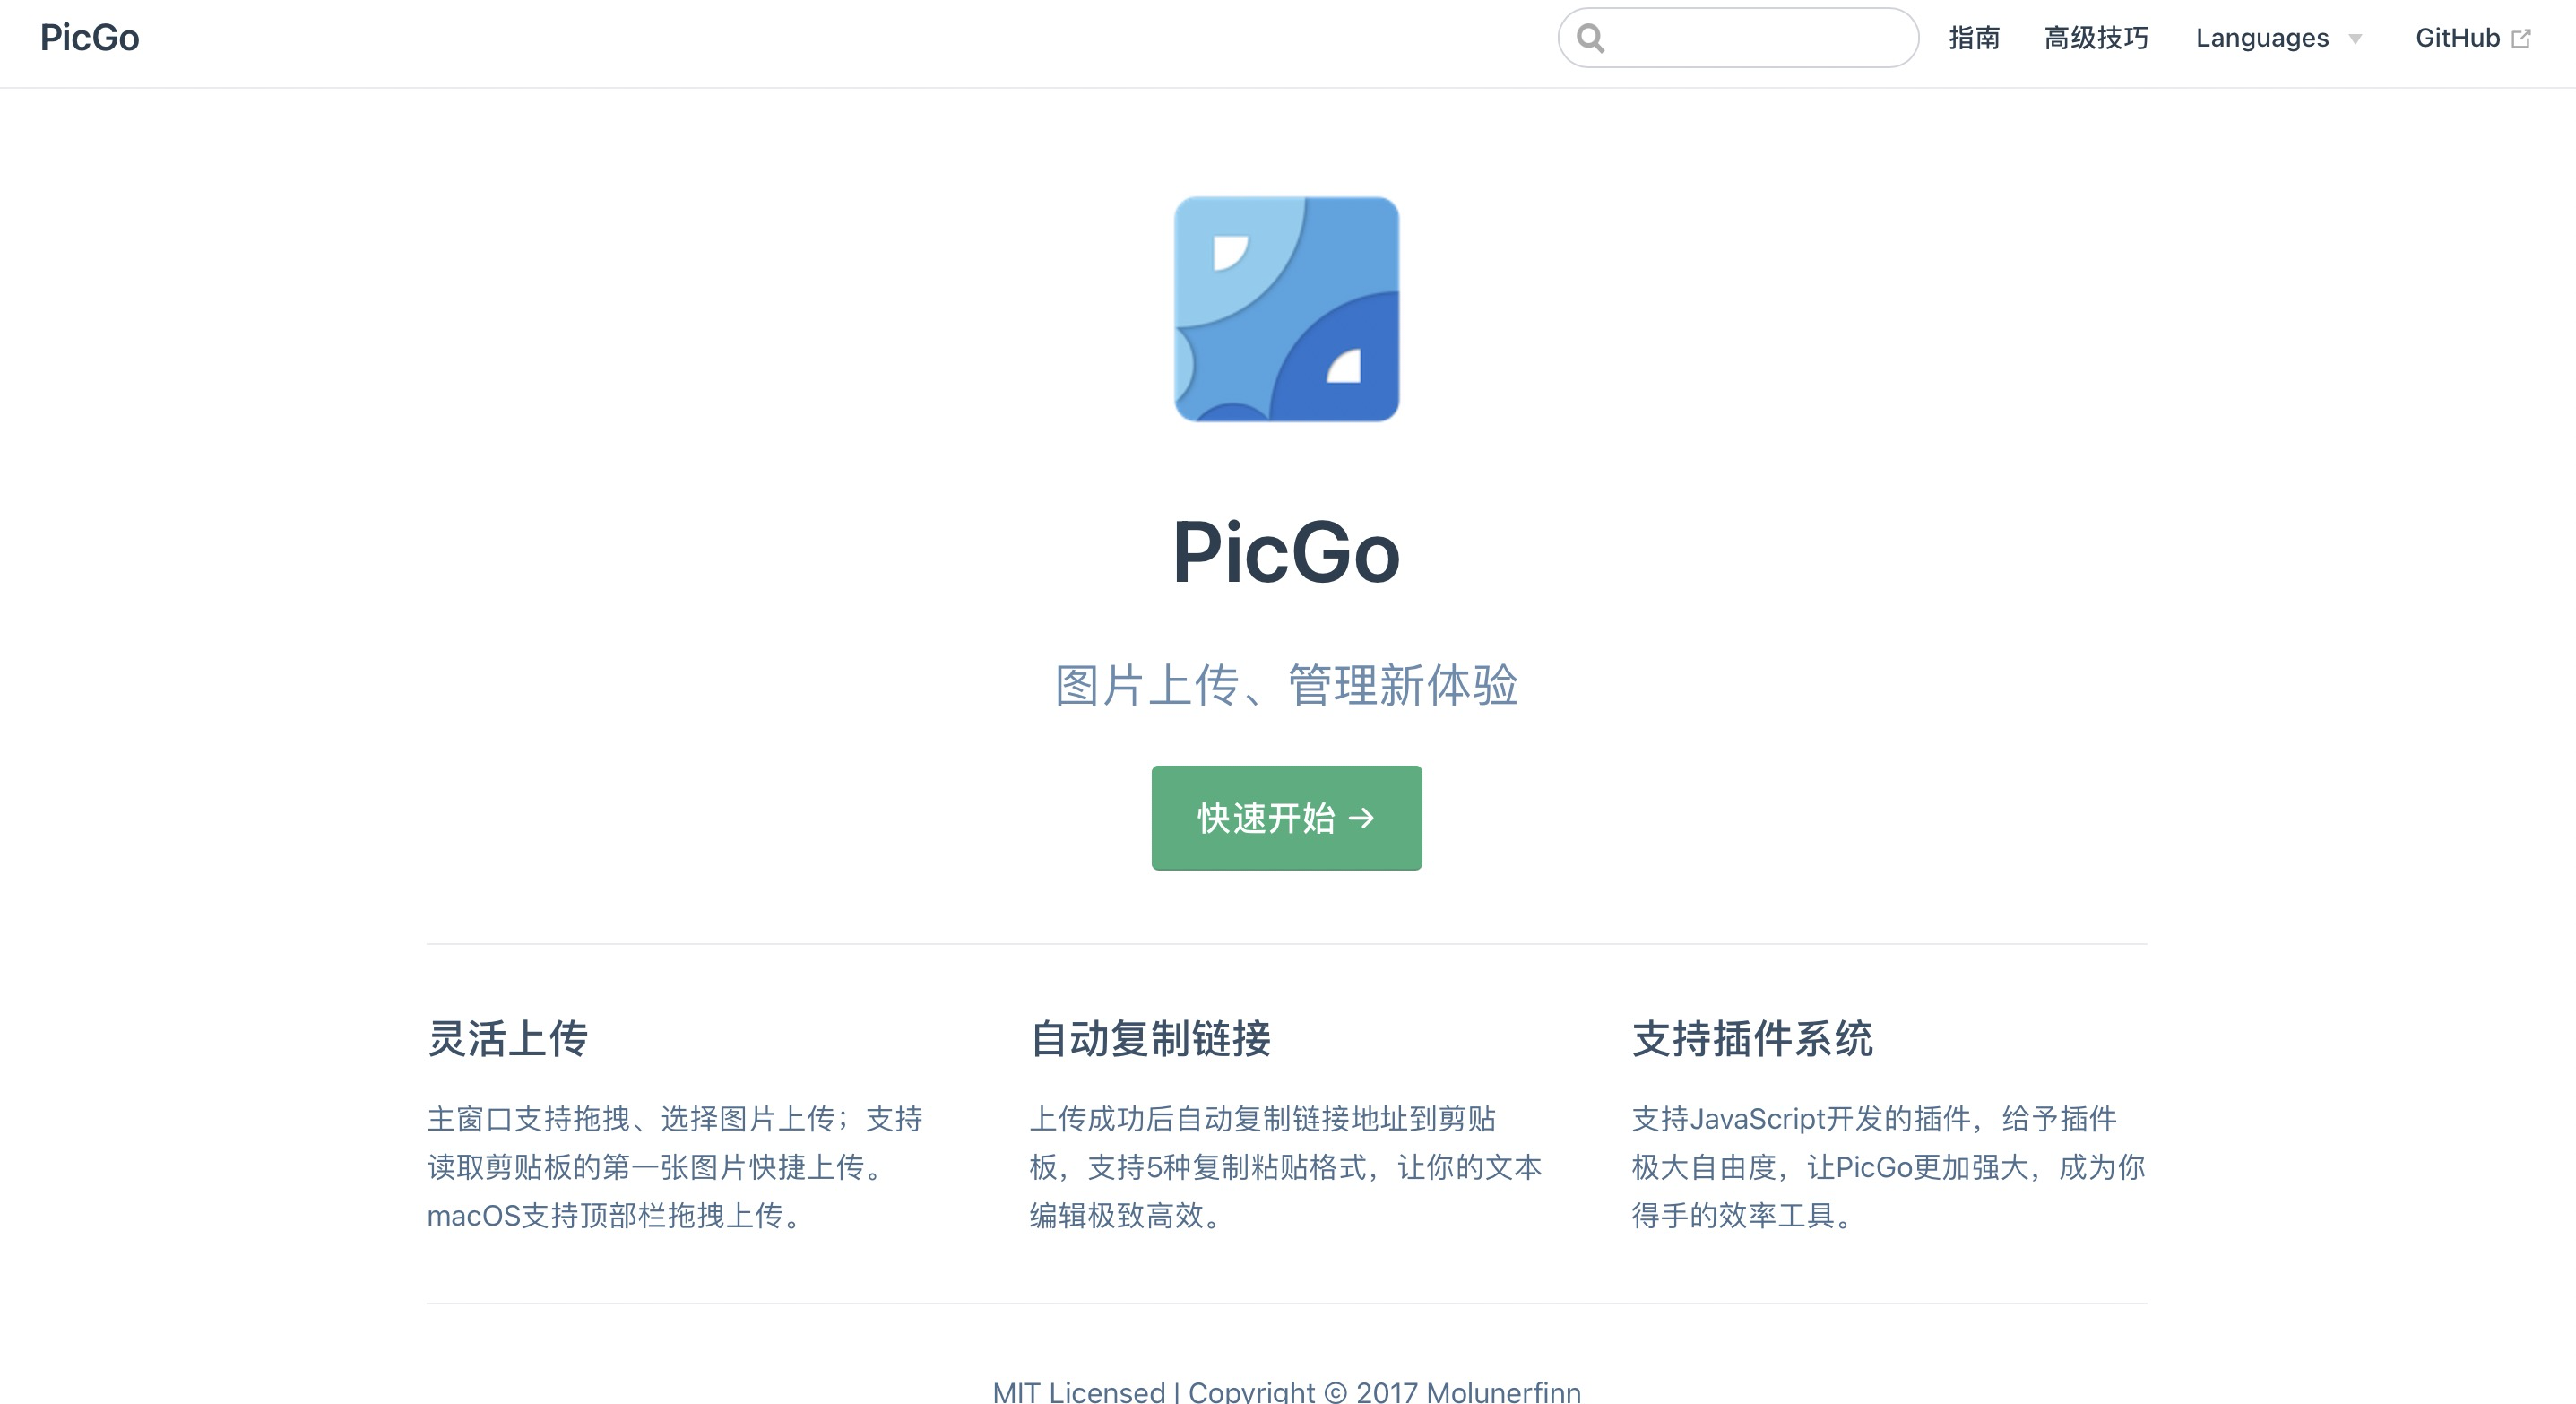 PicGo
指南
高级技巧
Languages
GitHub
PicGo
图片上传、管理新体验
快速开始 →
灵活上传
主窗口支持拖拽、选择图片上传；支持
读取剪贴板的第一张图片快捷上传。
macOS支持顶部栏拖拽上传。
自动复制链接
上传成功后自动复制链接地址到剪贴
板，支持5种复制粘贴格式，让你的文本
编辑极致高效。
支持插件系统
支持JavaScript开发的插件，给予插件
极大自由度，让PicGo更加强大，成为你
得手的效率工具。
MIT Licensed | Copyright © 2017 Molunerfinn